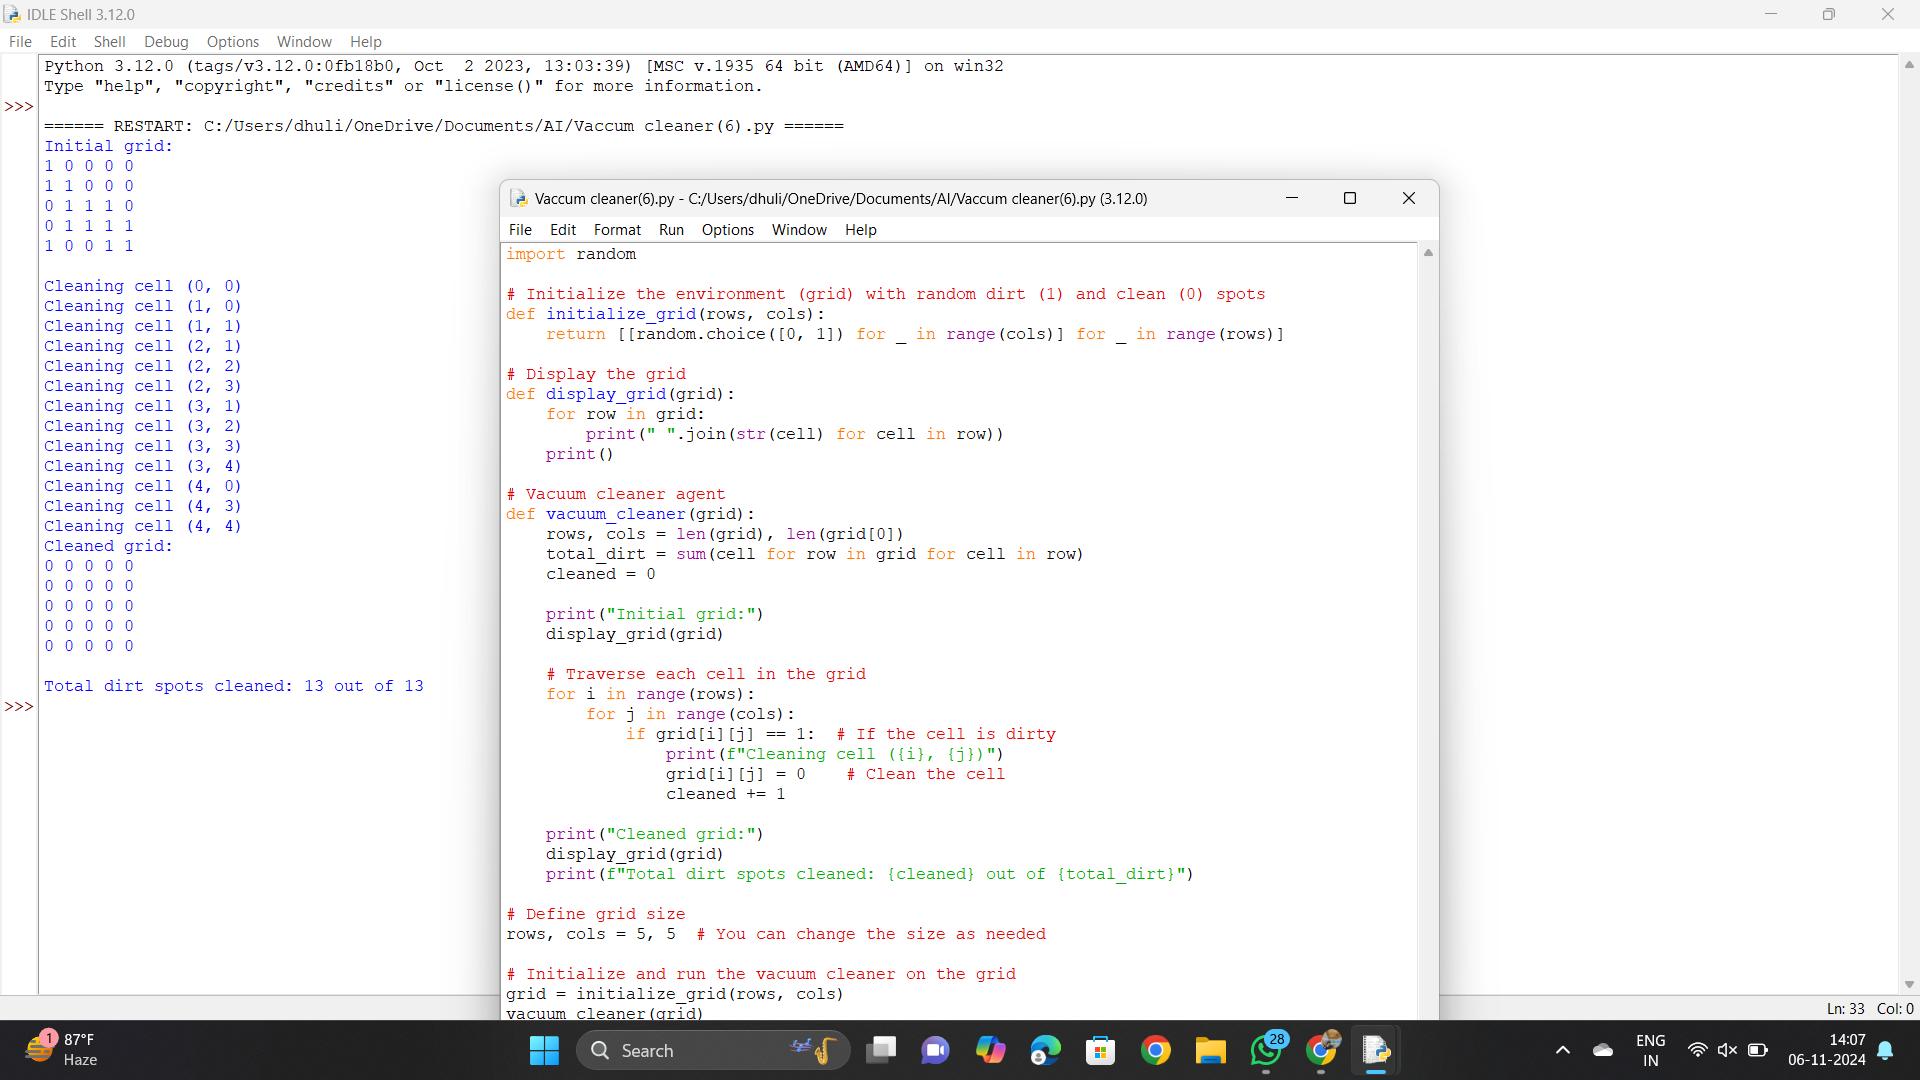 IDLE Shell 3.12.0
File Edit Shell Debug Options Window Help
Python 3.12.0 (tags/v3.12.0:0fb18b0, Oct  2 2023, 13:03:39) [MSC v.1935 64 bit (AMD64)] on win32
Type "help", "copyright", "credits" or "license()" for more information.
>>>
====== RESTART: C:/Users/dhuli/OneDrive/Documents/AI/Vaccum cleaner(6).py ======
Initial grid:
1 0 0 0 0
1 1 0 0 0
0 1 1 1 0
0 1 1 1 1
1 0 0 1 1
Cleaning cell (0, 0)
Cleaning cell (1, 0)
Cleaning cell (1, 1)
Cleaning cell (2, 1)
Cleaning cell (2, 2)
Cleaning cell (2, 3)
Cleaning cell (3, 1)
Cleaning cell (3, 2)
Cleaning cell (3, 3)
Cleaning cell (3, 4)
Cleaning cell (4, 0)
Cleaning cell (4, 3)
Cleaning cell (4, 4)
Cleaned grid:
0 0 0 0 0
0 0 0 0 0
0 0 0 0 0
0 0 0 0 0
0 0 0 0 0
Total dirt spots cleaned: 13 out of 13
>>>
Vaccum cleaner(6).py - C:/Users/dhuli/OneDrive/Documents/AI/Vaccum cleaner(6).py (3.12.0)
File Edit Format Run Options Window Help
import random
# Initialize the environment (grid) with random dirt (1) and clean (0) spots
def initialize_grid(rows, cols):
    return [[random.choice([0, 1]) for _ in range(cols)] for _ in range(rows)]
# Display the grid
def display_grid(grid):
    for row in grid:
        print(" ".join(str(cell) for cell in row))
    print()
# Vacuum cleaner agent
def vacuum_cleaner(grid):
    rows, cols = len(grid), len(grid[0])
    total_dirt = sum(cell for row in grid for cell in row)
    cleaned = 0
    print("Initial grid:")
    display_grid(grid)
    # Traverse each cell in the grid
    for i in range(rows):
        for j in range(cols):
            if grid[i][j] == 1:  # If the cell is dirty
                print(f"Cleaning cell ({i}, {j})")
                grid[i][j] = 0    # Clean the cell
                cleaned += 1
    print("Cleaned grid:")
    display_grid(grid)
    print(f"Total dirt spots cleaned: {cleaned} out of {total_dirt}")
# Define grid size
rows, cols = 5, 5  # You can change the size as needed
# Initialize and run the vacuum cleaner on the grid
grid = initialize_grid(rows, cols)
vacuum_cleaner(grid)
Ln: 33 Col: 0
1
87°F
Haze
Search
28
ENG
IN
14:07
06-11-2024